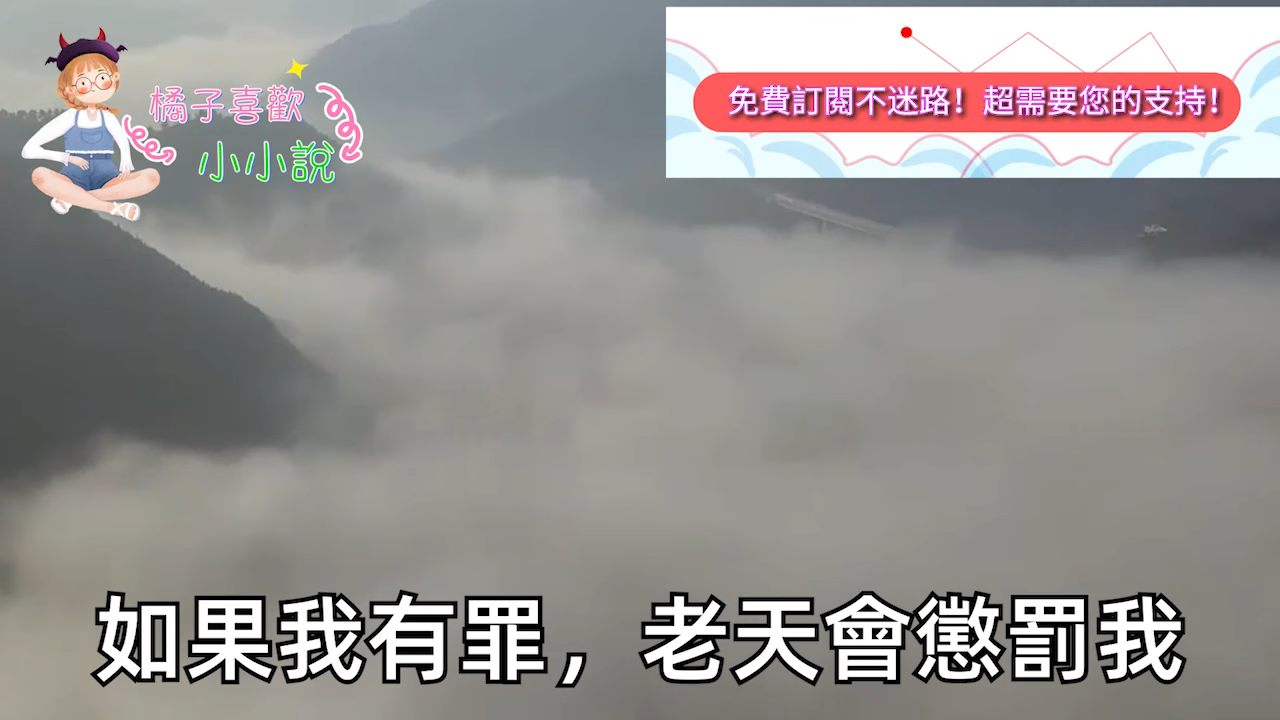 橘子喜歡
小小說
免費訂閱不迷路！超需要您的支持！
如果我有罪，老天會懲罰我